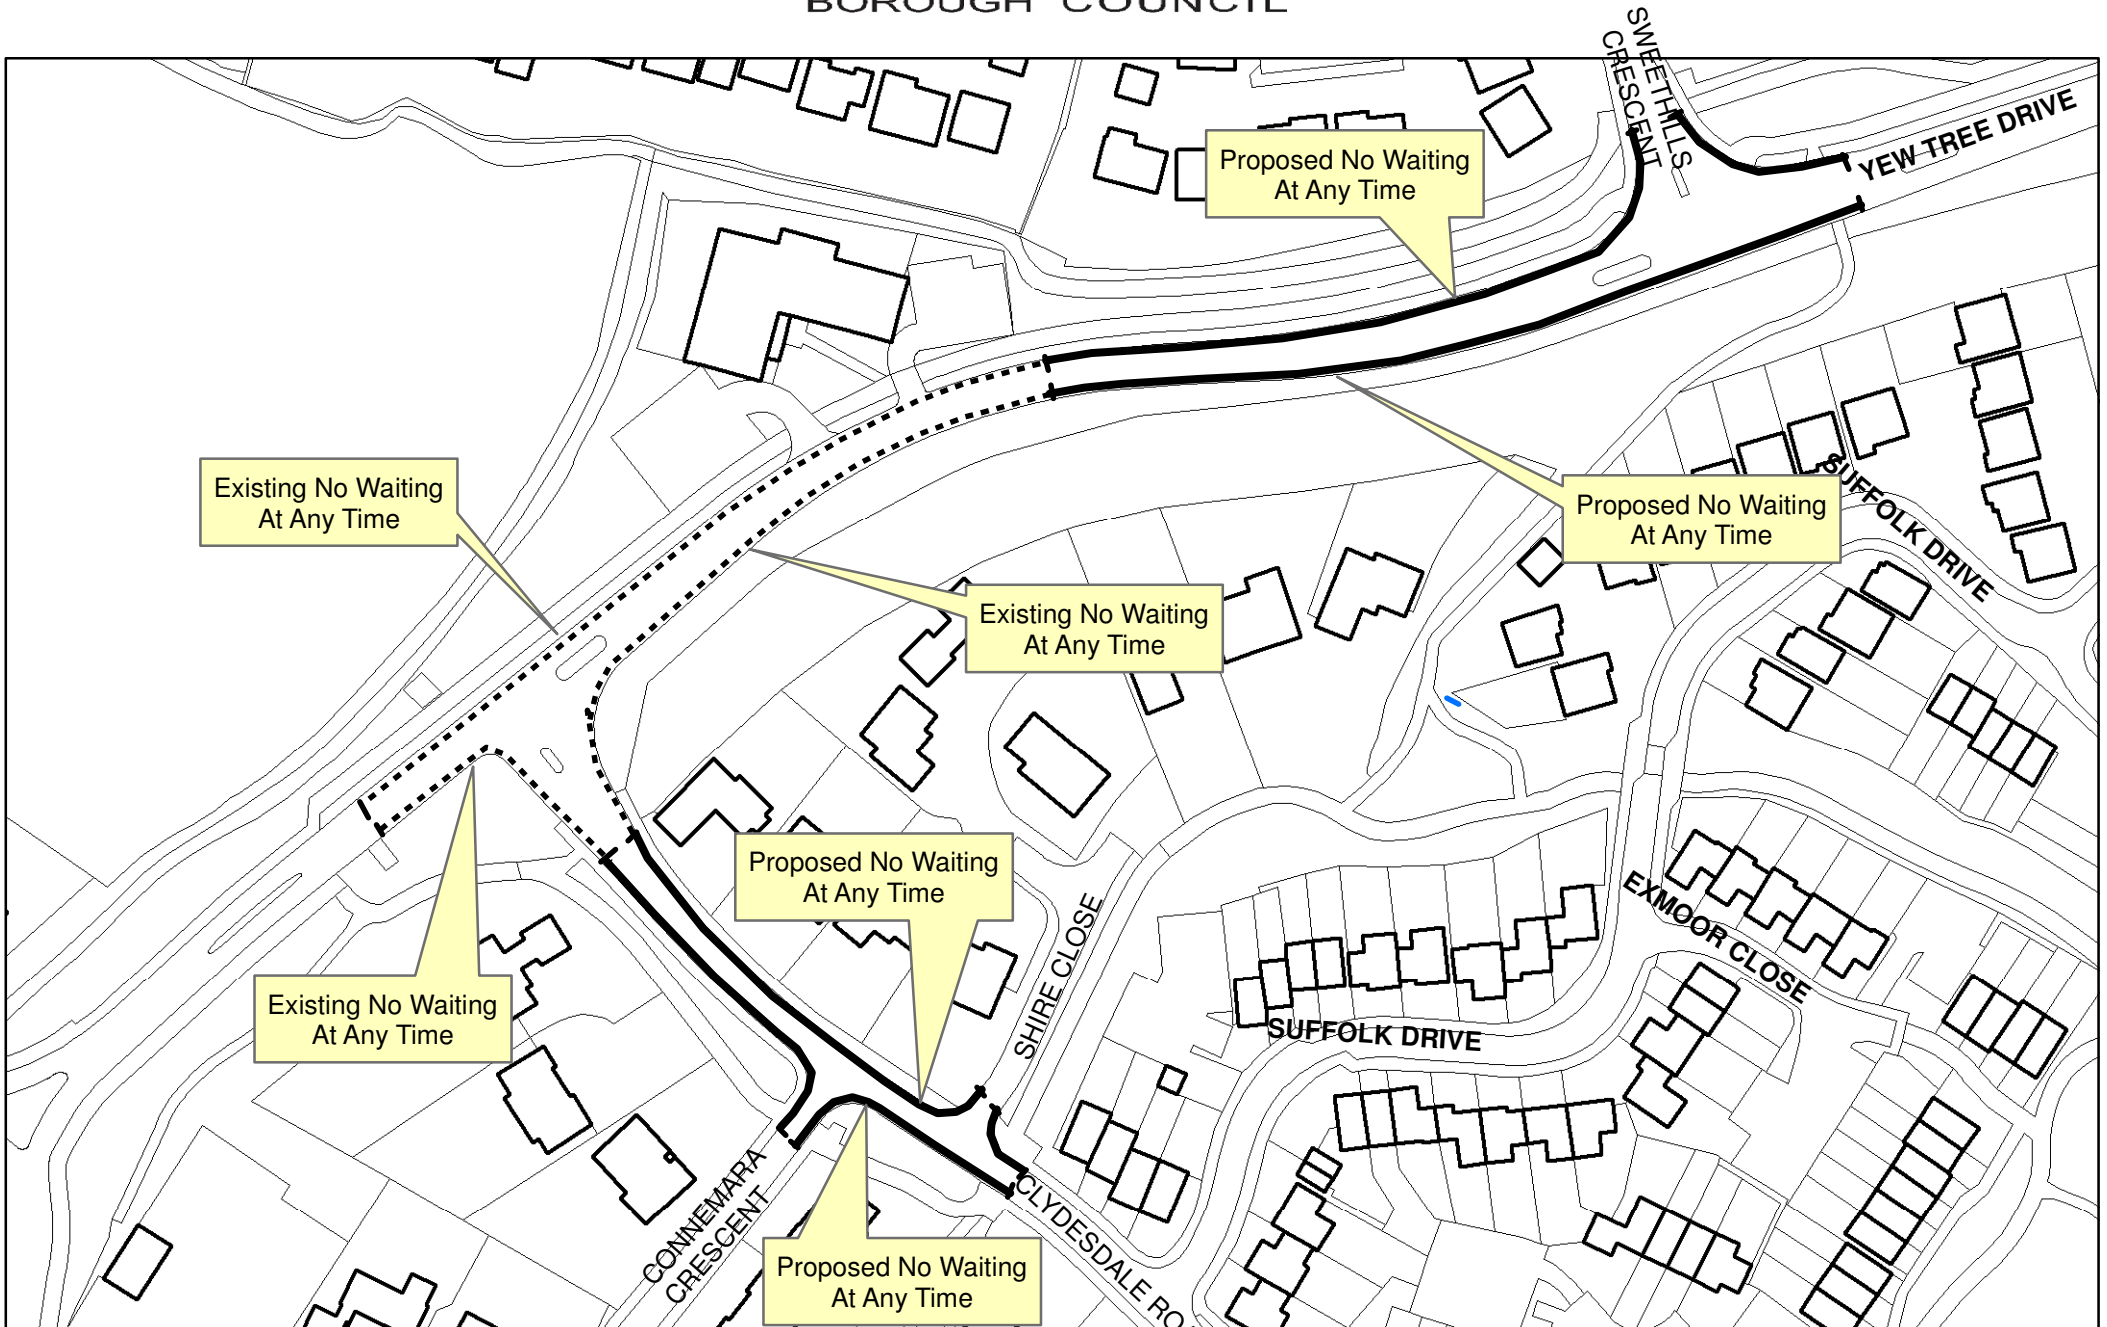 BOROUGH COUNCIL
SWEETHILLS
CRESCENT
YEW TREE DRIVE
Proposed No Waiting
At Any Time
Existing No Waiting
At Any Time
Proposed No Waiting
At Any Time
SUFFOLK DRIVE
Existing No Waiting
At Any Time
Proposed No Waiting
At Any Time
SHIRE CLOSE
EXMOOR CLOSE
Existing No Waiting
At Any Time
SUFFOLK DRIVE
CONNEMARA
CRESCENT
CLYDESDALE RO
Proposed No Waiting
At Any Time